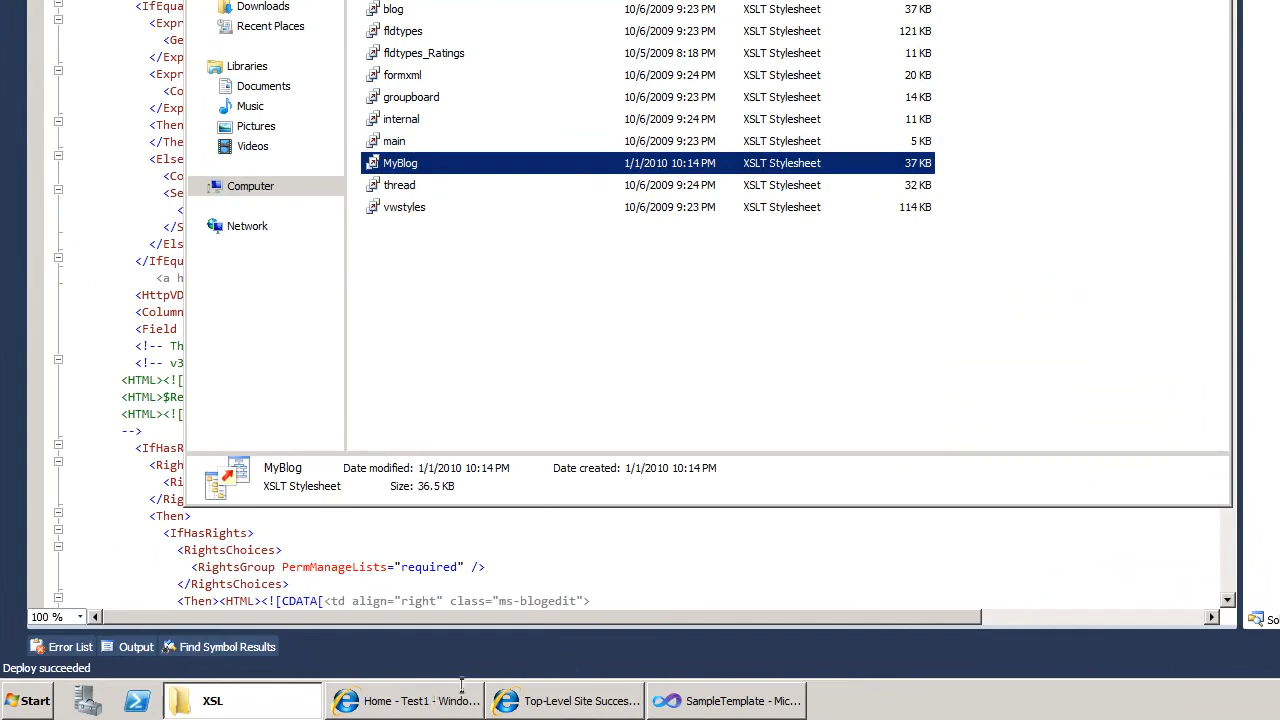 <IfEqua
<Expr
<Ge
</Expr
<Expr
<Co
</Exp
<Then
</The
<Else
<Co
<Se
<
</S
</Els
</IfEqu
<a h
<HttpVD
<Column
<Field
<!-- Th
<!-- v3
<HTML><![
<HTML>$Re
<HTML><![
-->
<IfHasR
<Righ
<Ri
</Rig
<Then>
<IfHasRights>
<RightsChoices>
<RightsGroup PermManageLists="required" />
</RightsChoices>
<Then><HTML><![CDATA[<td align="right" class="ms-blogedit">
Downloads
Recent Places
Libraries
Documents
Music
Pictures
Videos
Computer
Network
blog 10/6/2009 9:23 PM XSLT Stylesheet 37 KB
fldtypes 10/6/2009 9:23 PM XSLT Stylesheet 121 KB
fldtypes_Ratings 10/5/2009 8:18 PM XSLT Stylesheet 11 KB
formxml 10/6/2009 9:24 PM XSLT Stylesheet 20 KB
groupboard 10/6/2009 9:23 PM XSLT Stylesheet 14 KB
internal 10/6/2009 9:24 PM XSLT Stylesheet 11 KB
main 10/6/2009 9:23 PM XSLT Stylesheet 5 KB
MyBlog 1/1/2010 10:14 PM XSLT Stylesheet 37 KB
thread 10/6/2009 9:24 PM XSLT Stylesheet 32 KB
vwstyles 10/6/2009 9:23 PM XSLT Stylesheet 114 KB
MyBlog Date modified: 1/1/2010 10:14 PM Date created: 1/1/2010 10:14 PM
XSLT Stylesheet Size: 36.5 KB
100 %
So
Error List Output Find Symbol Results
Deploy succeeded
Start XSL Home - Test1 - Windo... Top-Level Site Succes... SampleTemplate - Mic...